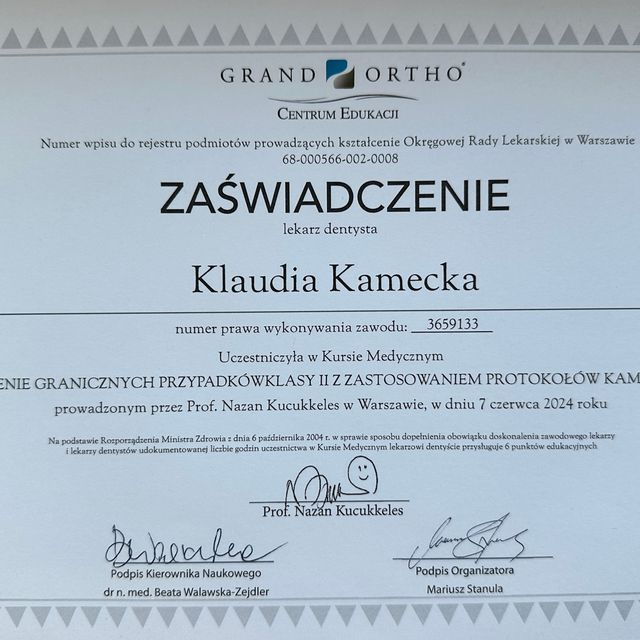 GRAND ORTHO®
CENTRUM EDUKACJI
Numer wpisu do rejestru podmiotów prowadzących kształcenie Okręgowej Rady Lekarskiej w Warszawie
68-000566-002-0008
ZAŚWIADCZENIE
lekarz dentysta
Klaudia Kamecka
numer prawa wykonywania zawodu: 3659133
Uczestniczyła w Kursie Medycznym
ENIE GRANICZNYCH PRZYPADKÓWKLASY II Z ZASTOSOWANIEM PROTOKOŁÓW KAM
prowadzonym przez Prof. Nazan Kucukkeles w Warszawie, w dniu 7 czerwca 2024 roku
Na podstawie Rozporządzenia Ministra Zdrowia z dnia 6 października 2004 r. w sprawie sposobu dopełnienia obowiązku doskonalenia zawodowego lekarzy
i lekarzy dentystów udokumentowanej liczbie godzin uczestnictwa w Kursie Medycznym lekarzowi dentyście przysługuje 6 punktów edukacyjnych
Prof. Nazan Kucukkeles
Podpis Kierownika Naukowego
dr n. med. Beata Walawska-Zejdler
Podpis Organizatora
Mariusz Stanula